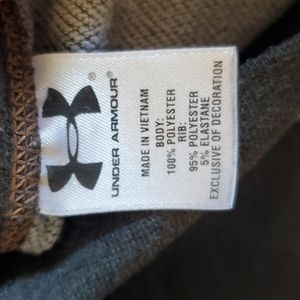 UNDER ARMOUR®
MADE IN VIETNAM
BODY:
100% POLYESTER
RIB:
95% POLYESTER
5% ELASTANE
EXCLUSIVE OF DECORATION